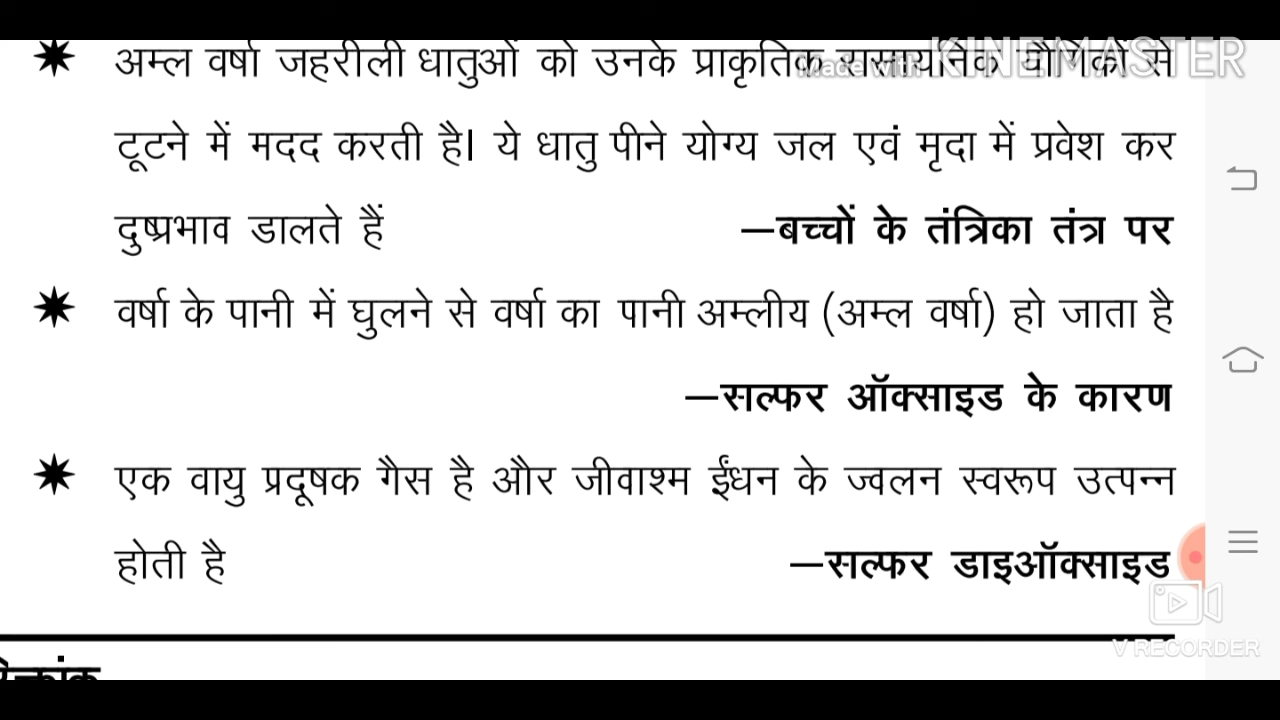 ✷ अम्ल वर्षा जहरीली धातुओं को उनके प्राकृतिक रासायनिक यौगिकों से
Made with KINEMASTER
टूटने में मदद करती है। ये धातु पीने योग्य जल एवं मृदा में प्रवेश कर
दुष्प्रभाव डालते हैं —बच्चों के तंत्रिका तंत्र पर
✷ वर्षा के पानी में घुलने से वर्षा का पानी अम्लीय (अम्ल वर्षा) हो जाता है
—सल्फर ऑक्साइड के कारण
✷ एक वायु प्रदूषक गैस है और जीवाश्म ईंधन के ज्वलन स्वरूप उत्पन्न
होती है —सल्फर डाइऑक्साइड
V RECORDER